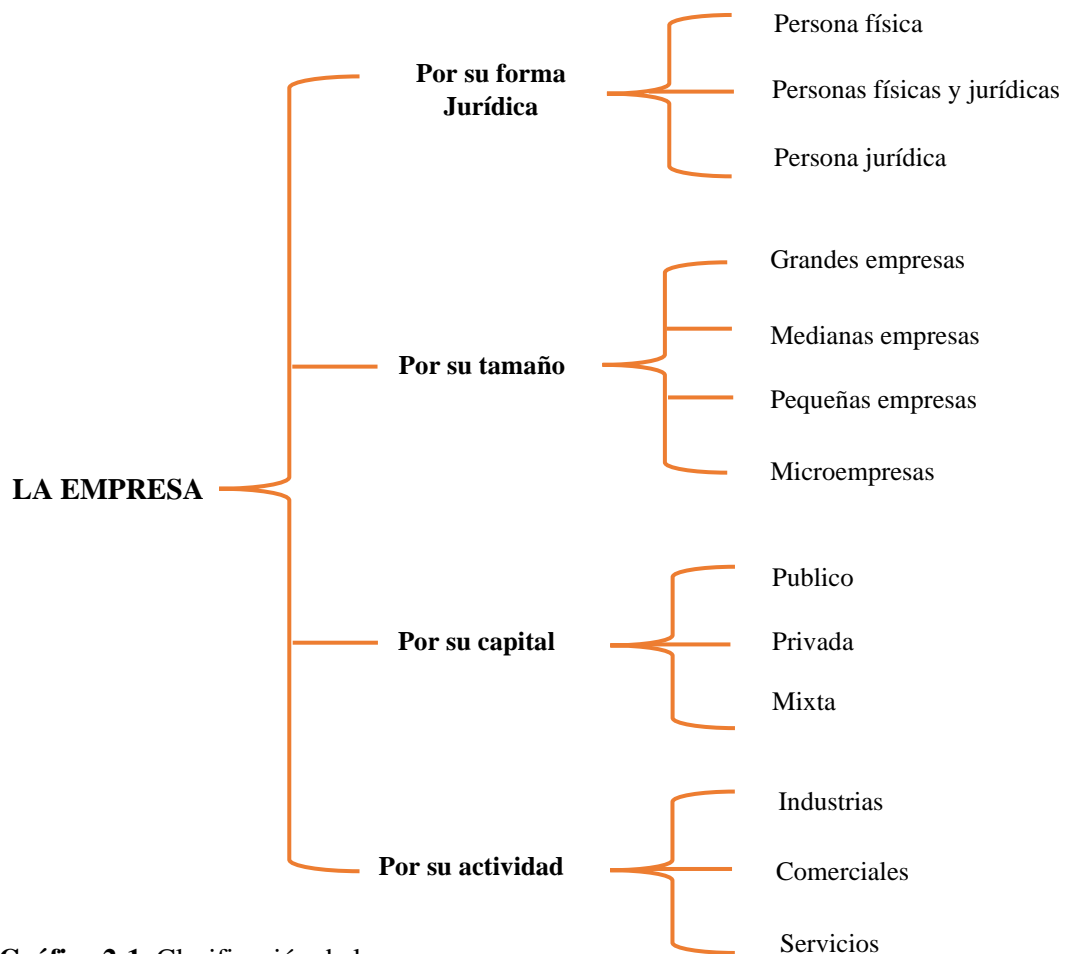 LA EMPRESA
Por su forma
Jurídica
Persona física
Personas físicas y jurídicas
Persona jurídica
Por su tamaño
Grandes empresas
Medianas empresas
Pequeñas empresas
Microempresas
Por su capital
Publico
Privada
Mixta
Por su actividad
Industrias
Comerciales
Servicios